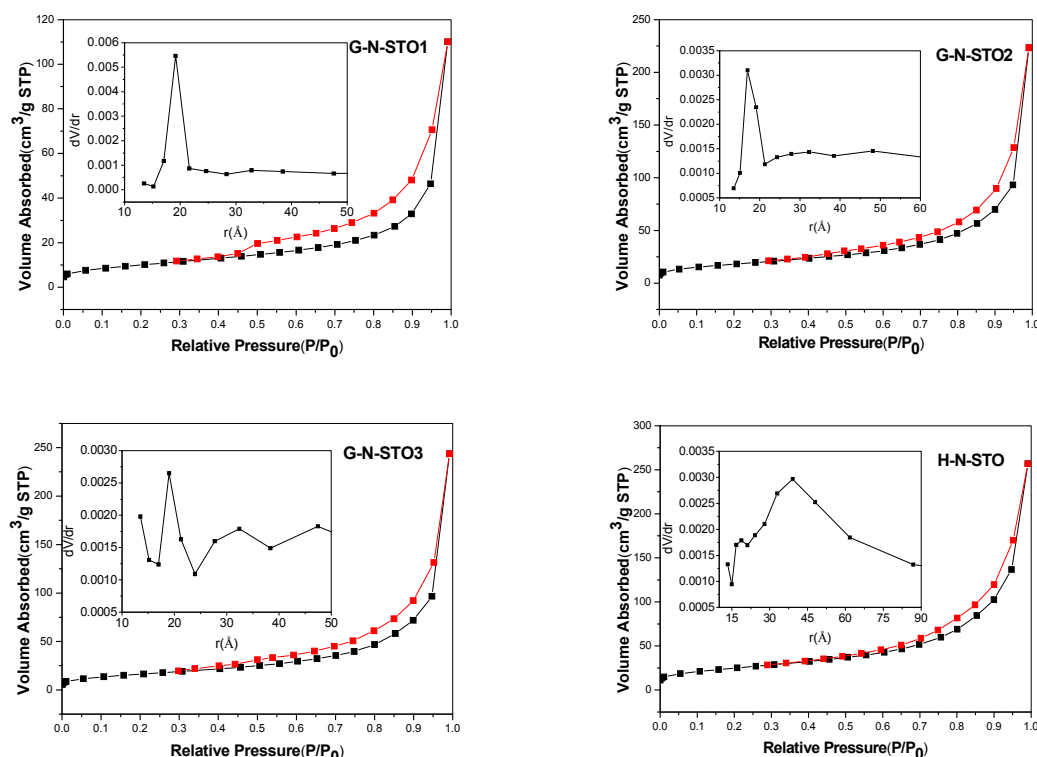 G-N-STO1
Volume Absorbed(cm³/g STP)
120
100
80
60
40
20
0
0.0 0.1 0.2 0.3 0.4 0.5 0.6 0.7 0.8 0.9 1.0
Relative Pressure(P/P₀)
dV/dr
0.006
0.005
0.004
0.003
0.002
0.001
0.000
10 20 30 40 50
r(Å)
G-N-STO2
Volume Absorbed(cm³/g STP)
250
200
150
100
50
0
0.0 0.1 0.2 0.3 0.4 0.5 0.6 0.7 0.8 0.9 1.0
Relative Pressure(P/P₀)
dV/dr
0.0035
0.0030
0.0025
0.0020
0.0015
0.0010
0.0005
10 20 30 40 50 60
r(Å)
G-N-STO3
Volume Absorbed(cm³/g STP)
250
200
150
100
50
0
0.0 0.1 0.2 0.3 0.4 0.5 0.6 0.7 0.8 0.9 1.0
Relative Pressure(P/P₀)
dV/dr
0.0030
0.0025
0.0020
0.0015
0.0010
0.0005
10 20 30 40 50
r(Å)
H-N-STO
Volume Absorbed(cm³/g STP)
300
250
200
150
100
50
0
0.0 0.1 0.2 0.3 0.4 0.5 0.6 0.7 0.8 0.9 1.0
Relative Pressure(P/P₀)
dV/dr
0.0035
0.0030
0.0025
0.0020
0.0015
0.0010
0.0005
15 30 45 60 75 90
r(Å)